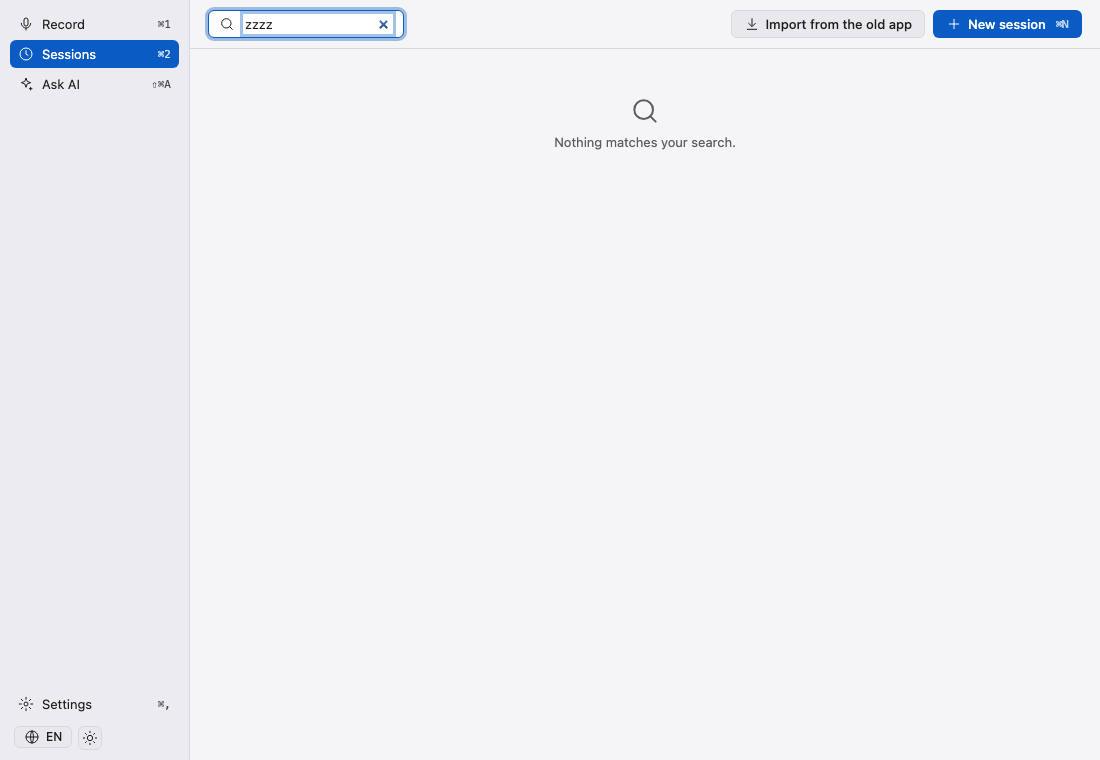 Record ⌘1
Sessions ⌘2
Ask AI ⇧⌘A
zzzz
Import from the old app
New session ⌘N
Nothing matches your search.
Settings ⌘,
EN